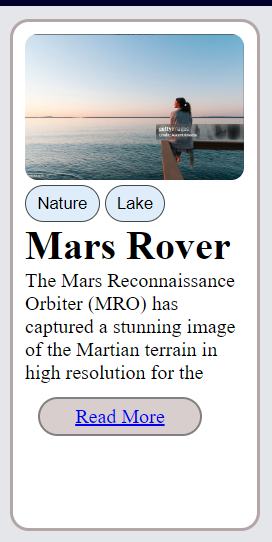 gettyimages
Nature
Lake
Mars Rover
The Mars Reconnaissance
Orbiter (MRO) has
captured a stunning image
of the Martian terrain in
high resolution for the
Read More